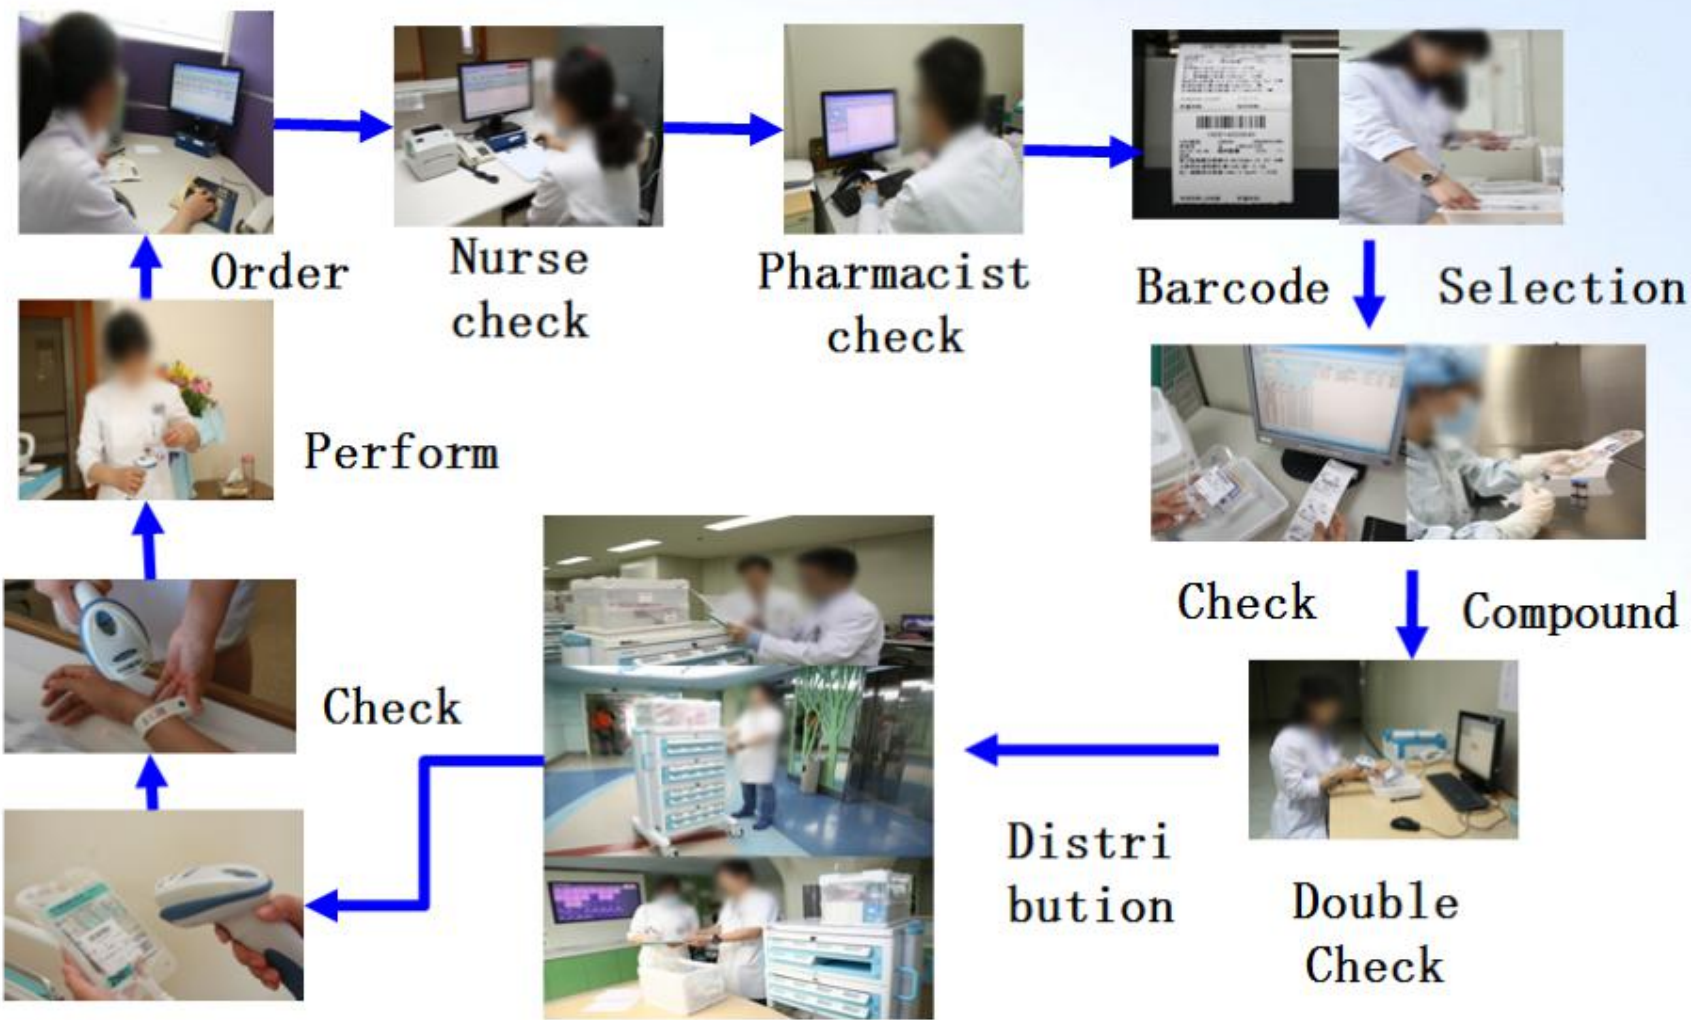 Order
Nurse
check
Pharmacist
check
Barcode
Selection
Check
Compound
Double
Check
Distri
bution
Check
Perform